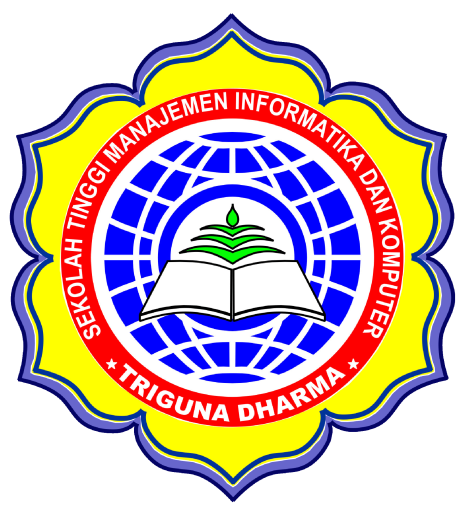 SEKOLAH TINGGI MANAJEMEN INFORMATIKA DAN KOMPUTER
TRIGUNA DHARMA